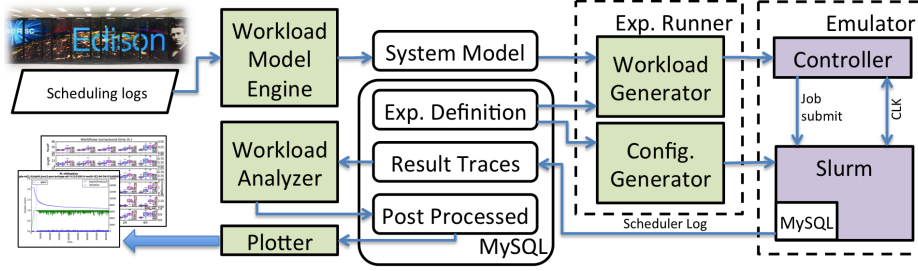 Edison
Scheduling logs
Workload
Model
Engine
System Model
Exp. Runner
Workload
Generator
Emulator
Controller
Job
submit
CLK
Exp. Definition
Config.
Generator
Slurm
MySQL
Workload
Analyzer
Result Traces
Post Processed
MySQL
Scheduler Log
Plotter